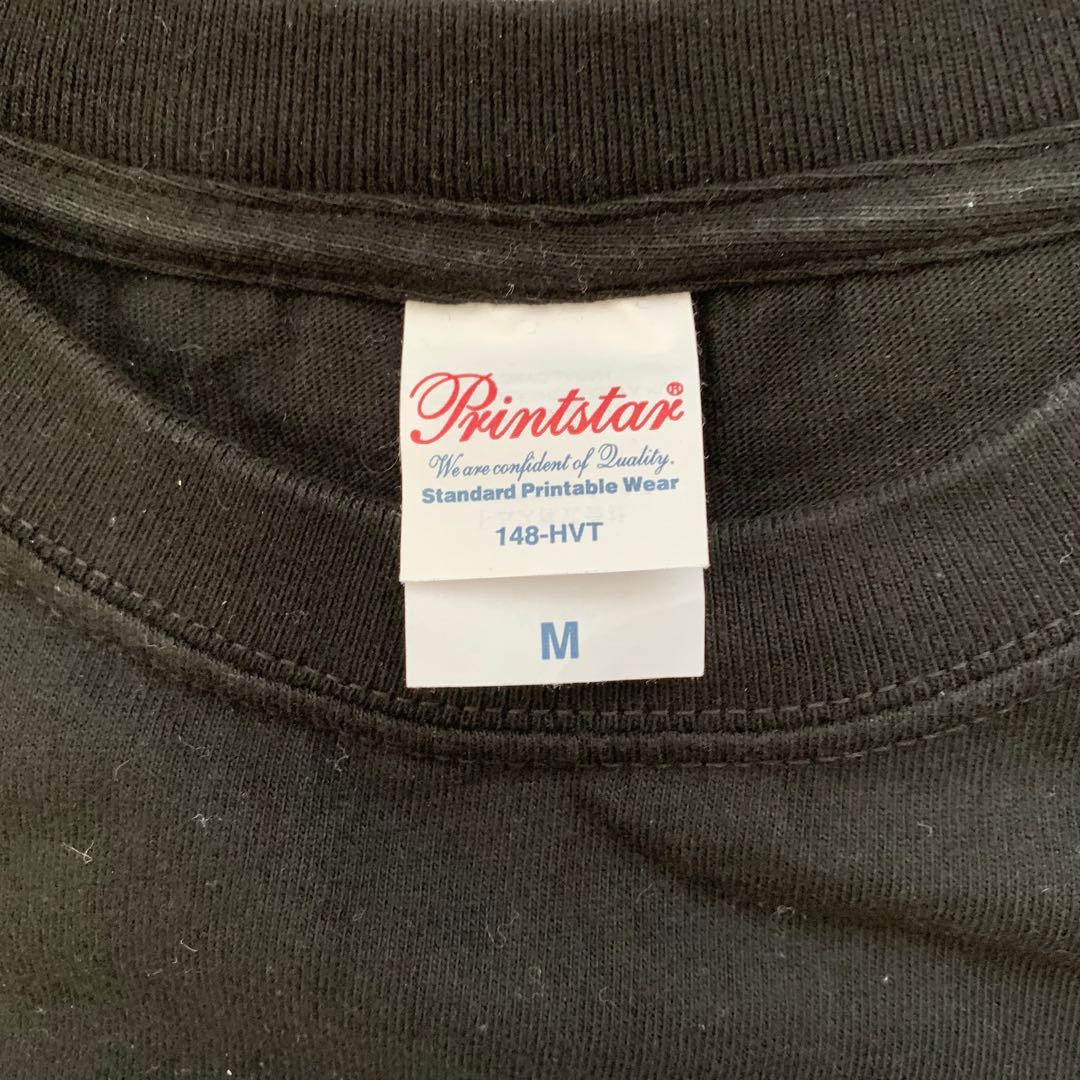 Printstar®
We are confident of Quality.
Standard Printable Wear
148-HVT
M